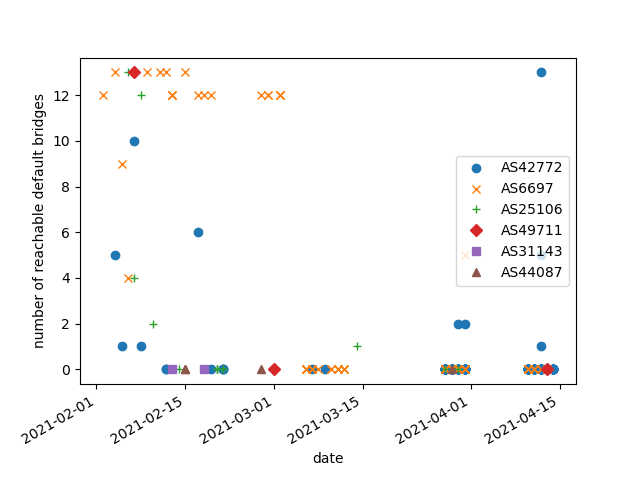 number of reachable default bridges
12
10
8
6
4
2
0
AS42772
AS6697
AS25106
AS49711
AS31143
AS44087
2021-02-01
2021-02-15
2021-03-01
2021-03-15
2021-04-01
2021-04-15
date